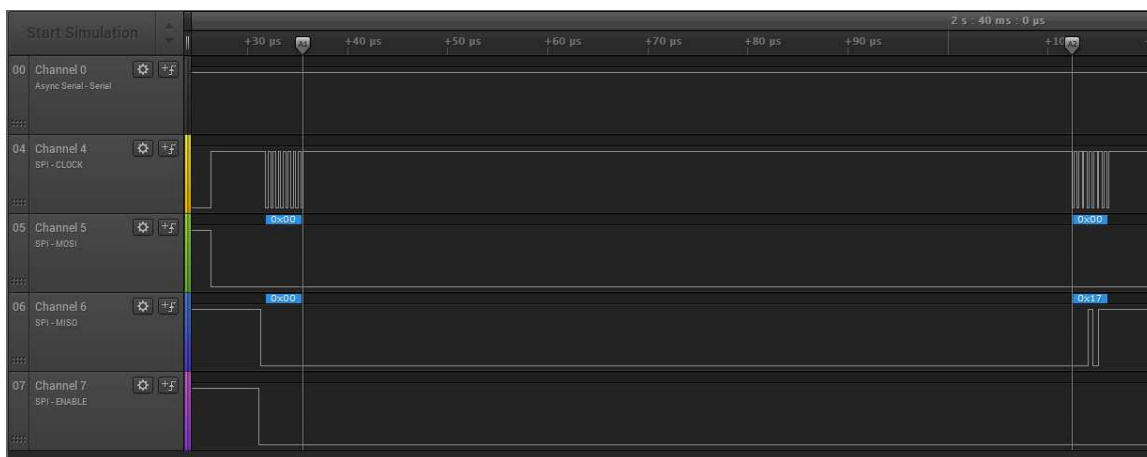 Start Simulation
2 s : 40 ms : 0 µs
+30 µs A1 +40 µs +50 µs +60 µs +70 µs +80 µs +90 µs +10 A2
00 Channel 0
Async Serial - Serial
04 Channel 4
SPI - CLOCK
0x00 0x00
05 Channel 5
SPI - MOSI
0x00 0x17
06 Channel 6
SPI - MISO
07 Channel 7
SPI - ENABLE